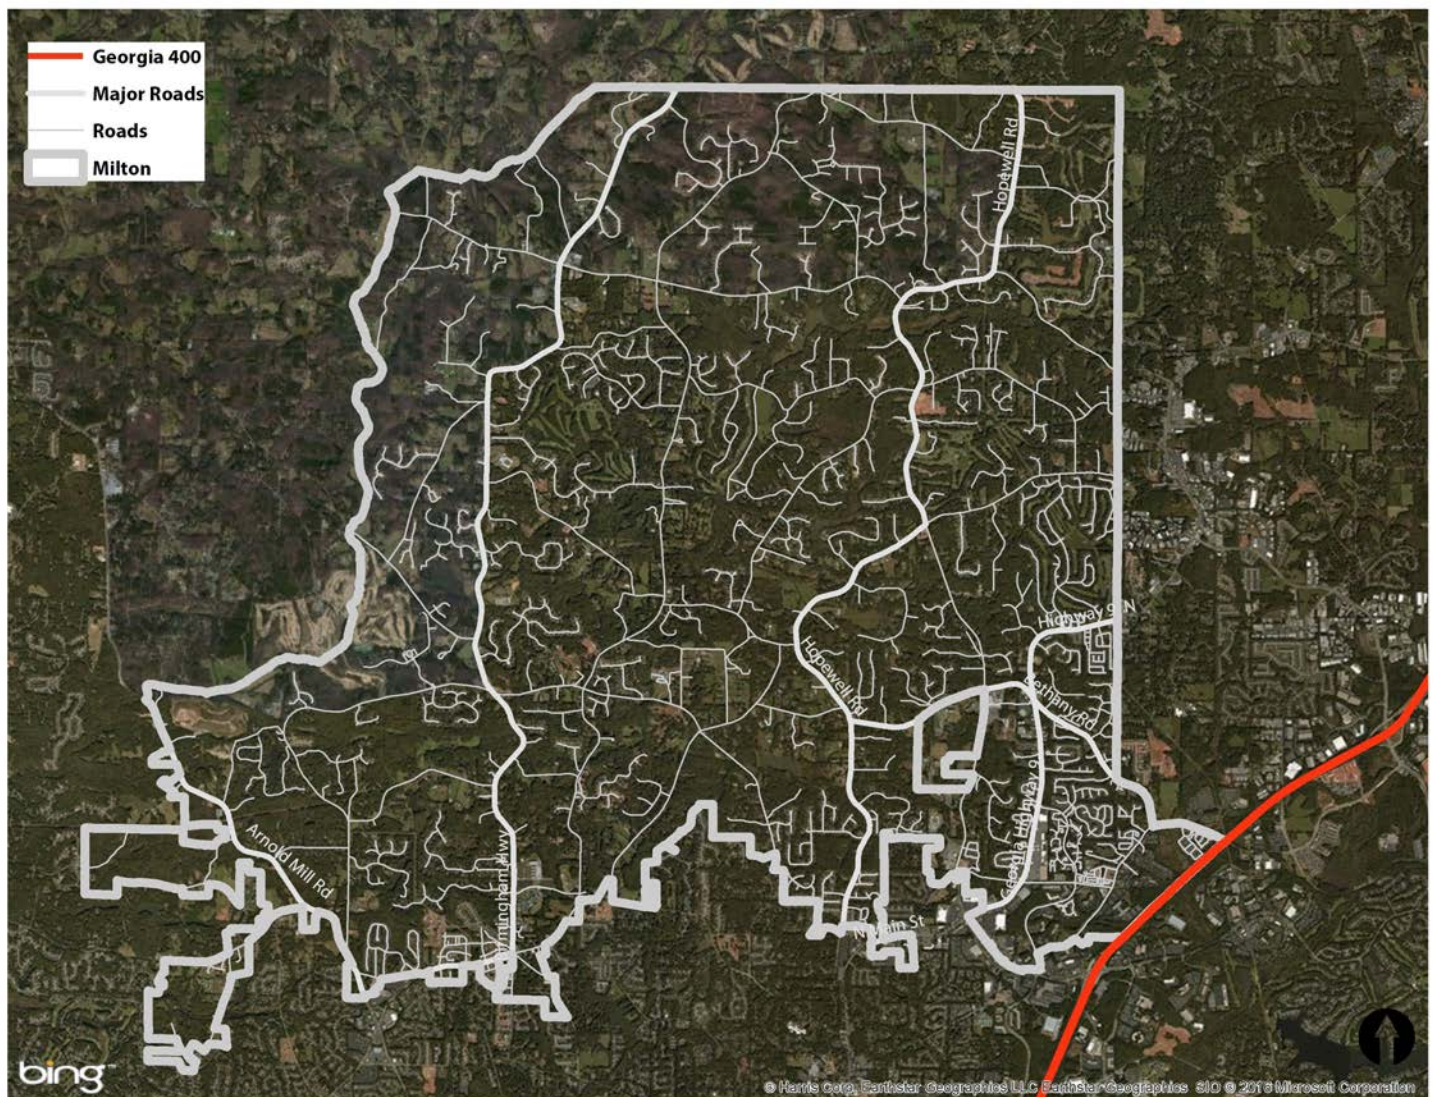 Georgia 400
Major Roads
Roads
Milton
Hopewell Rd
Highway 9 N
Hopewell Rd
Bethany Rd
Georgia Highway 9
Arnold Mill Rd
Birmingham HW
N Main St
bing
© Harris Corp, Earthstar Geographics LLC Earthstar Geographics SIO © 2016 Microsoft Corporation